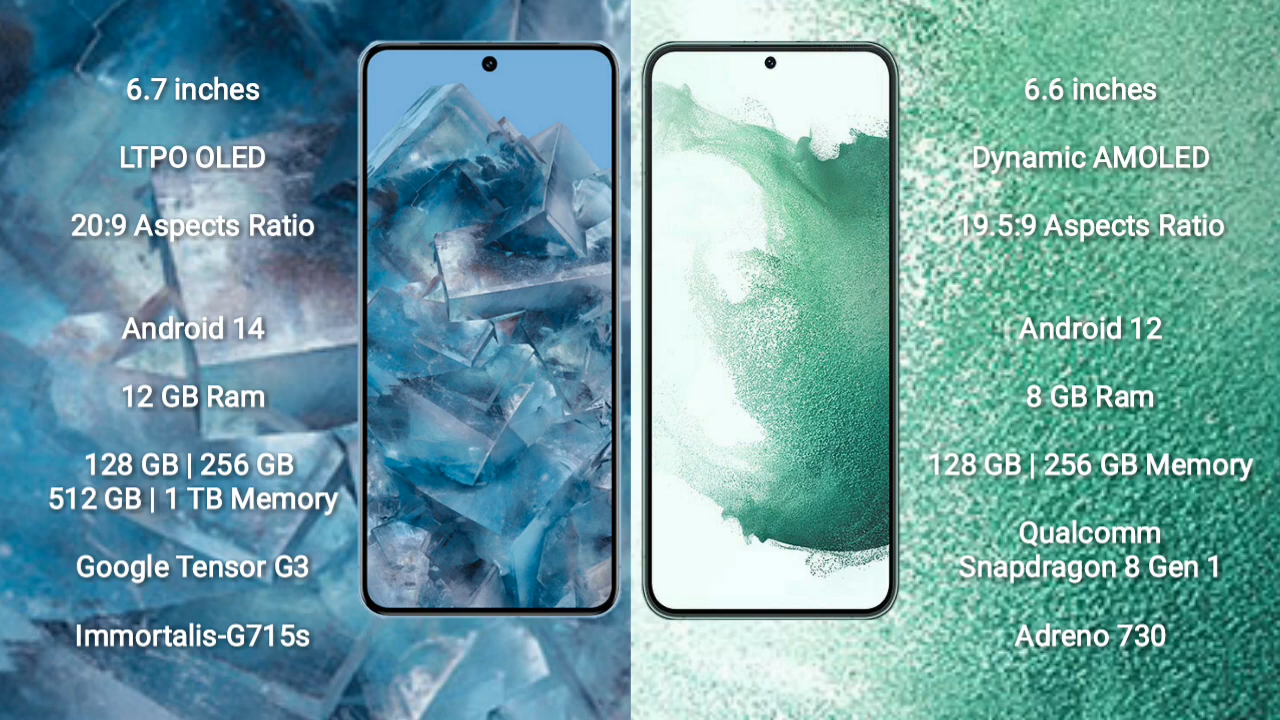 6.7 inches
LTPO OLED
20:9 Aspects Ratio
Android 14
12 GB Ram
128 GB | 256 GB
512 GB | 1 TB Memory
Google Tensor G3
Immortalis-G715s
6.6 inches
Dynamic AMOLED
19.5:9 Aspects Ratio
Android 12
8 GB Ram
128 GB | 256 GB Memory
Qualcomm
Snapdragon 8 Gen 1
Adreno 730